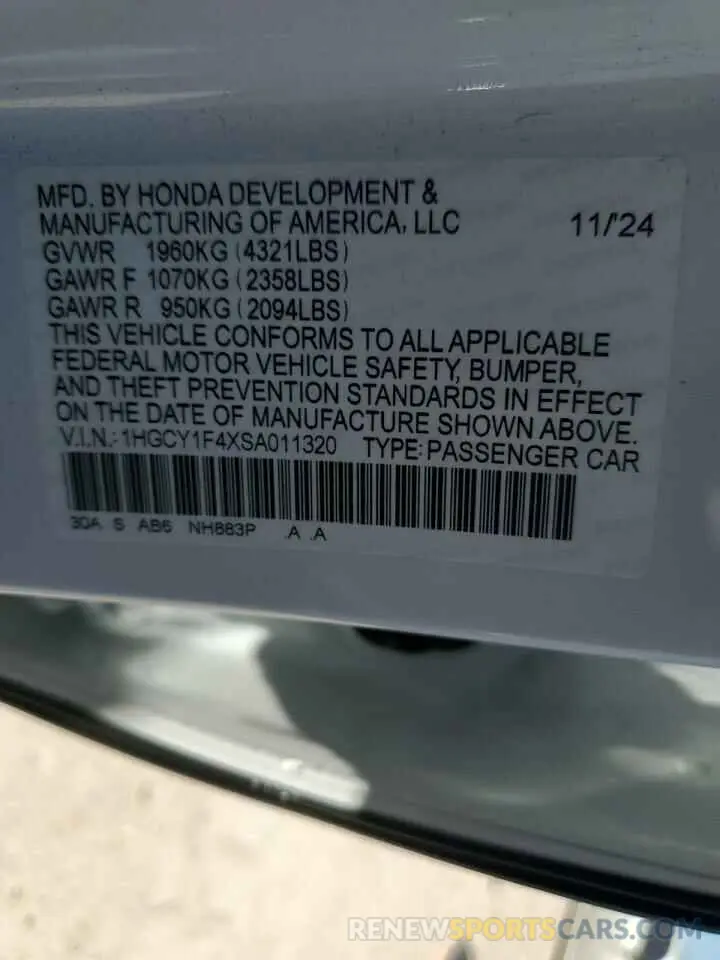 MFD. BY HONDA DEVELOPMENT &
MANUFACTURING OF AMERICA, LLC 11/'24
GVWR 1960KG (4321LBS)
GAWR F 1070KG (2358LBS)
GAWR R 950KG (2094LBS)
THIS VEHICLE CONFORMS TO ALL APPLICABLE
FEDERAL MOTOR VEHICLE SAFETY, BUMPER,
AND THEFT PREVENTION STANDARDS IN EFFECT
ON THE DATE OF MANUFACTURE SHOWN ABOVE.
V.I.N.: 1HGCY1F4XSA011320 TYPE: PASSENGER CAR
30A S AB6 NH883P .A .A
RENEWSPORTSCARS.COM